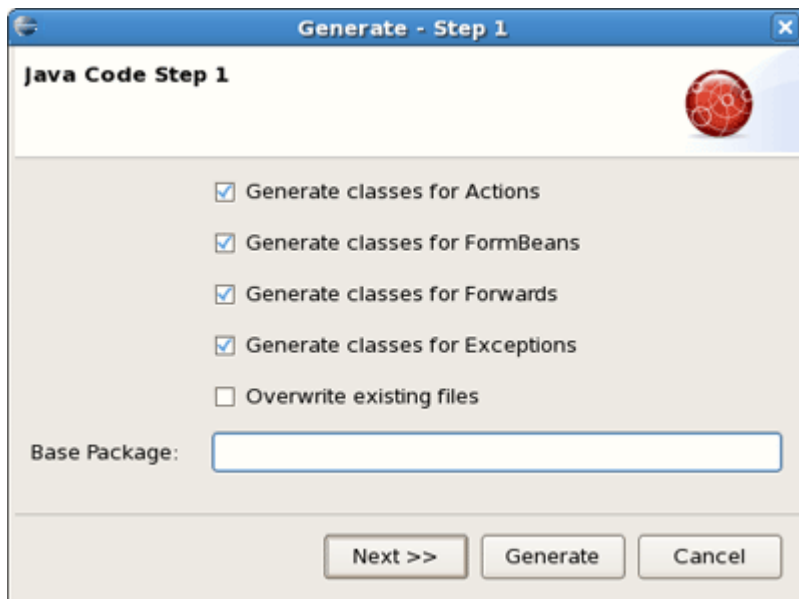 Generate - Step 1
Java Code Step 1
Generate classes for Actions
Generate classes for FormBeans
Generate classes for Forwards
Generate classes for Exceptions
Overwrite existing files
Base Package:
Next >> Generate Cancel